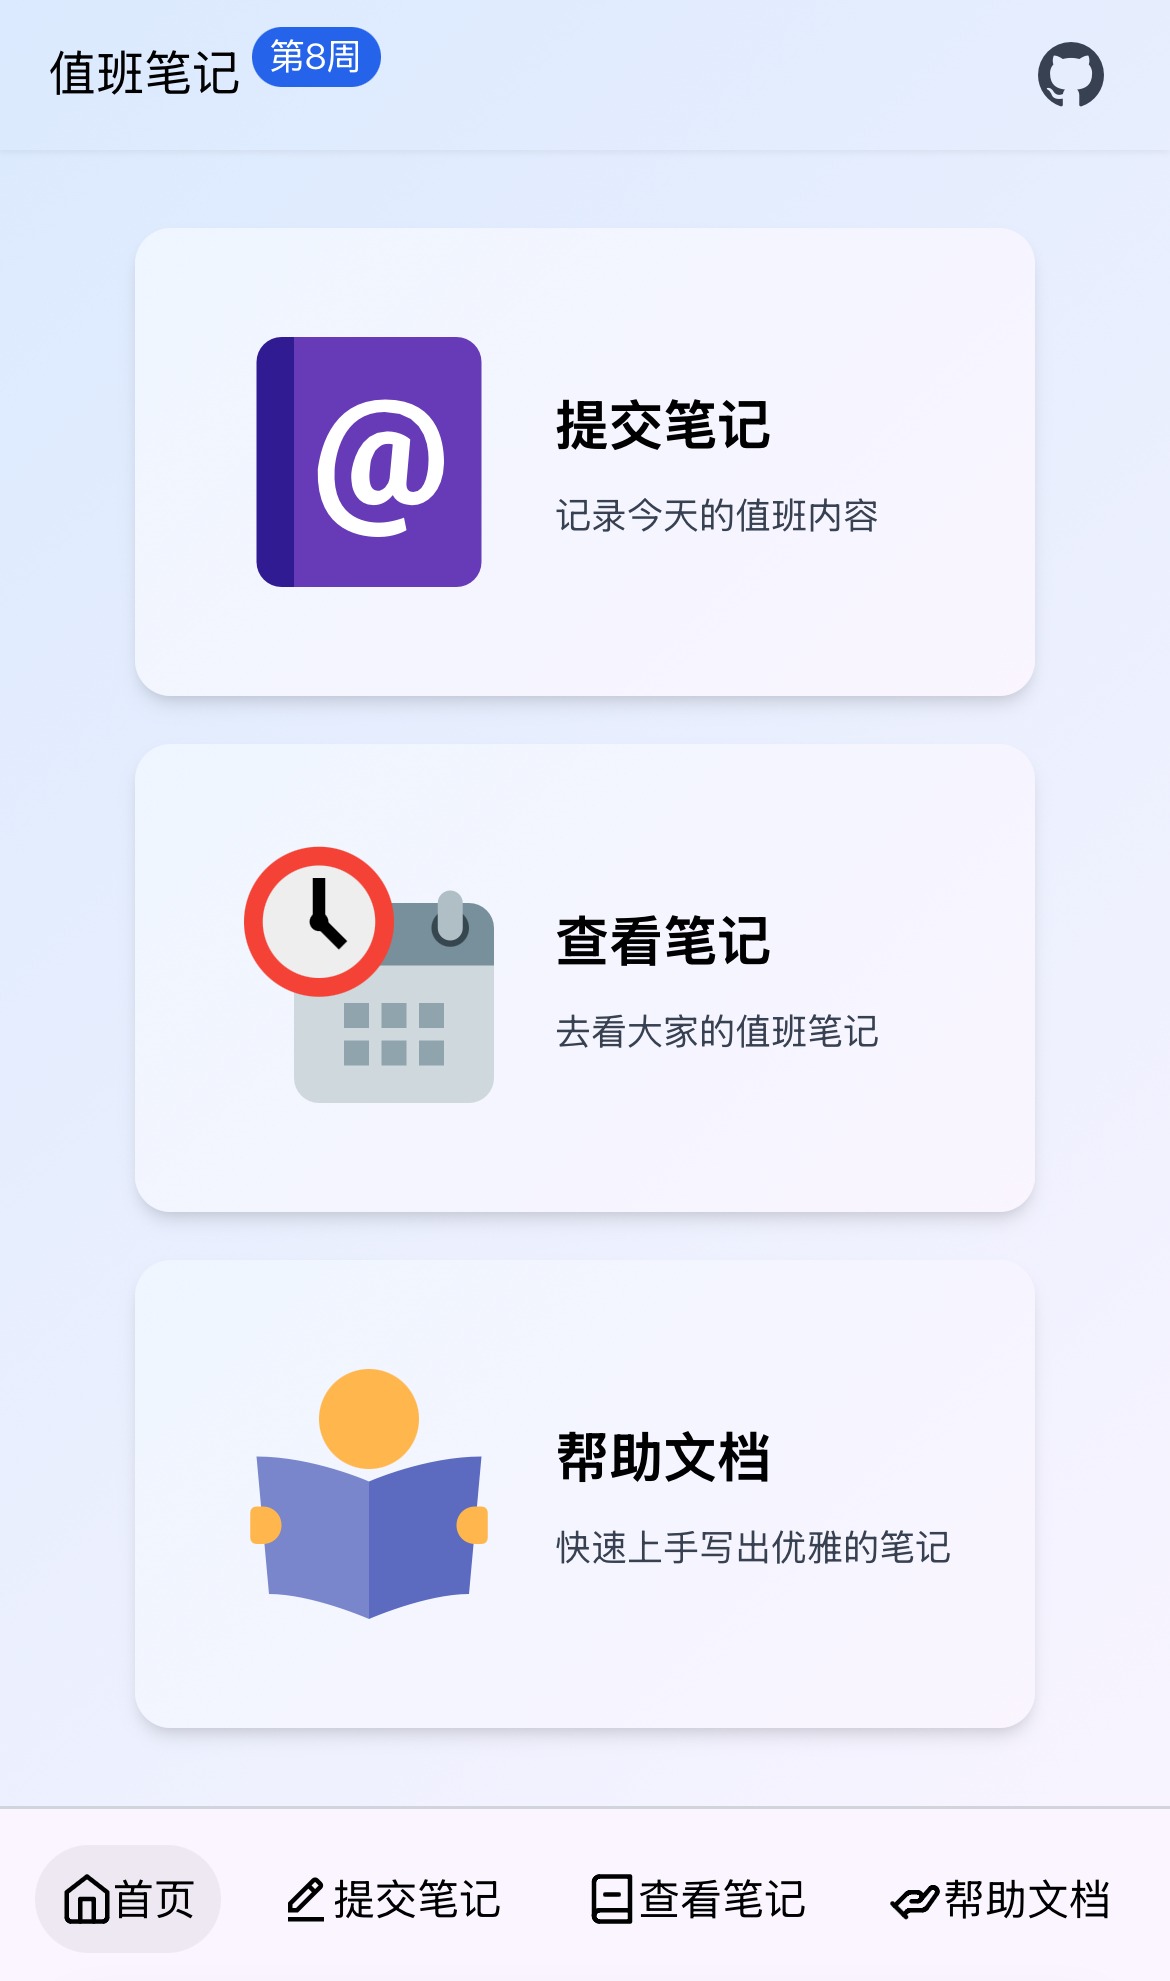 值班笔记 第8周
@
提交笔记
记录今天的值班内容
查看笔记
去看大家的值班笔记
帮助文档
快速上手写出优雅的笔记
首页 提交笔记 查看笔记 帮助文档